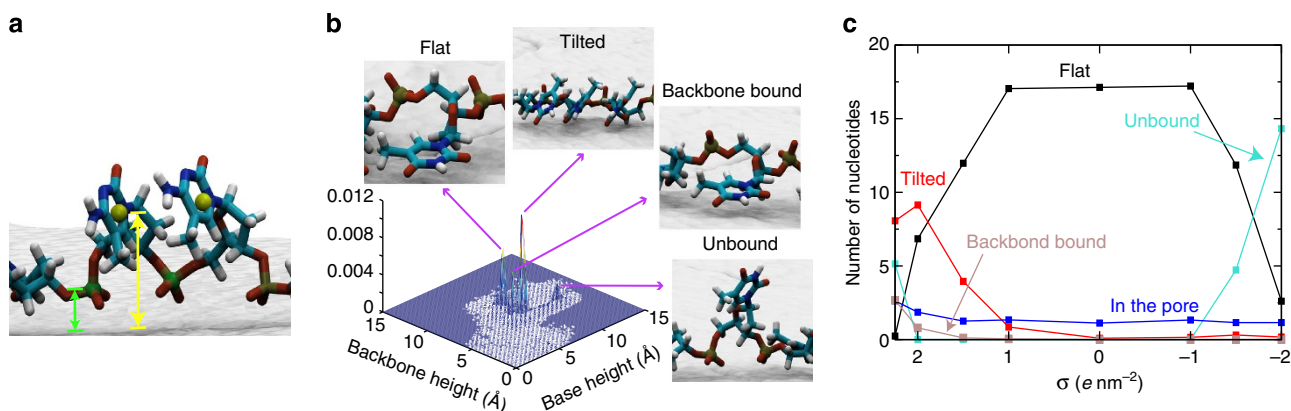 a
b
Flat
Tilted
Backbone bound
Unbound
0.012
0.008
0.004
0
15
10
5
0
Backbone height (Å)
0
5
10
15
Base height (Å)
c
20
15
10
5
0
Number of nucleotides
Flat
Unbound
Tilted
Backbond bound
In the pore
2
1
0
−1
−2
σ (e nm−2)